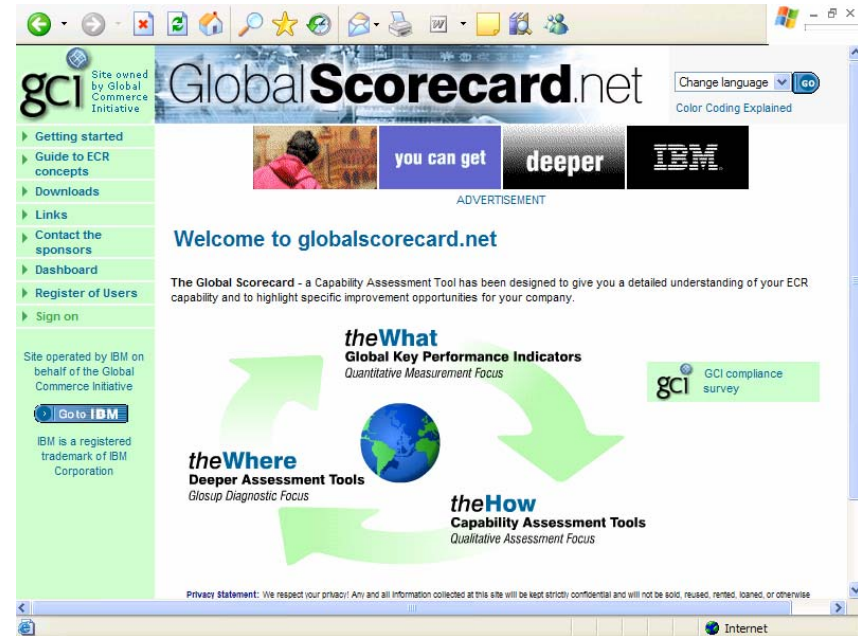 gci
Site owned
by Global
Commerce
Initiative
GlobalScorecard.net
Change language
GO
Color Coding Explained
Getting started
Guide to ECR
concepts
Downloads
Links
Contact the
sponsors
Dashboard
Register of Users
Sign on
Site operated by IBM on
behalf of the Global
Commerce Initiative
Go to IBM
IBM is a registered
trademark of IBM
Corporation
you can get
deeper
IBM
ADVERTISEMENT
Welcome to globalscorecard.net
The Global Scorecard - a Capability Assessment Tool has been designed to give you a detailed understanding of your ECR
capability and to highlight specific improvement opportunities for your company.
theWhat
Global Key Performance Indicators
Quantitative Measurement Focus
gci
GCI compliance
survey
theWhere
Deeper Assessment Tools
Glosup Diagnostic Focus
theHow
Capability Assessment Tools
Qualitative Assessment Focus
Privacy Statement: We respect your privacy! Any and all information collected at this site will be kept strictly confidential and will not be sold, reused, rented, loaned, or otherwise
Internet